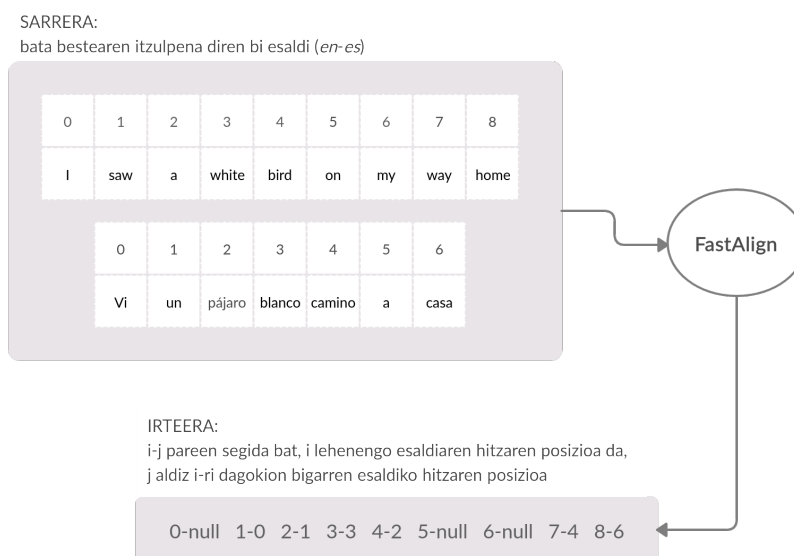 SARRERA:
bata bestearen itzulpena diren bi esaldi (en-es)
0 1 2 3 4 5 6 7 8
I saw a white bird on my way home
0 1 2 3 4 5 6
Vi un pájaro blanco camino a casa
FastAlign
IRTEERA:
i-j pareen segida bat, i lehenengo esaldiaren hitzaren posizioa da,
j aldiz i-ri dagokion bigarren esaldiko hitzaren posizioa
0-null 1-0 2-1 3-3 4-2 5-null 6-null 7-4 8-6